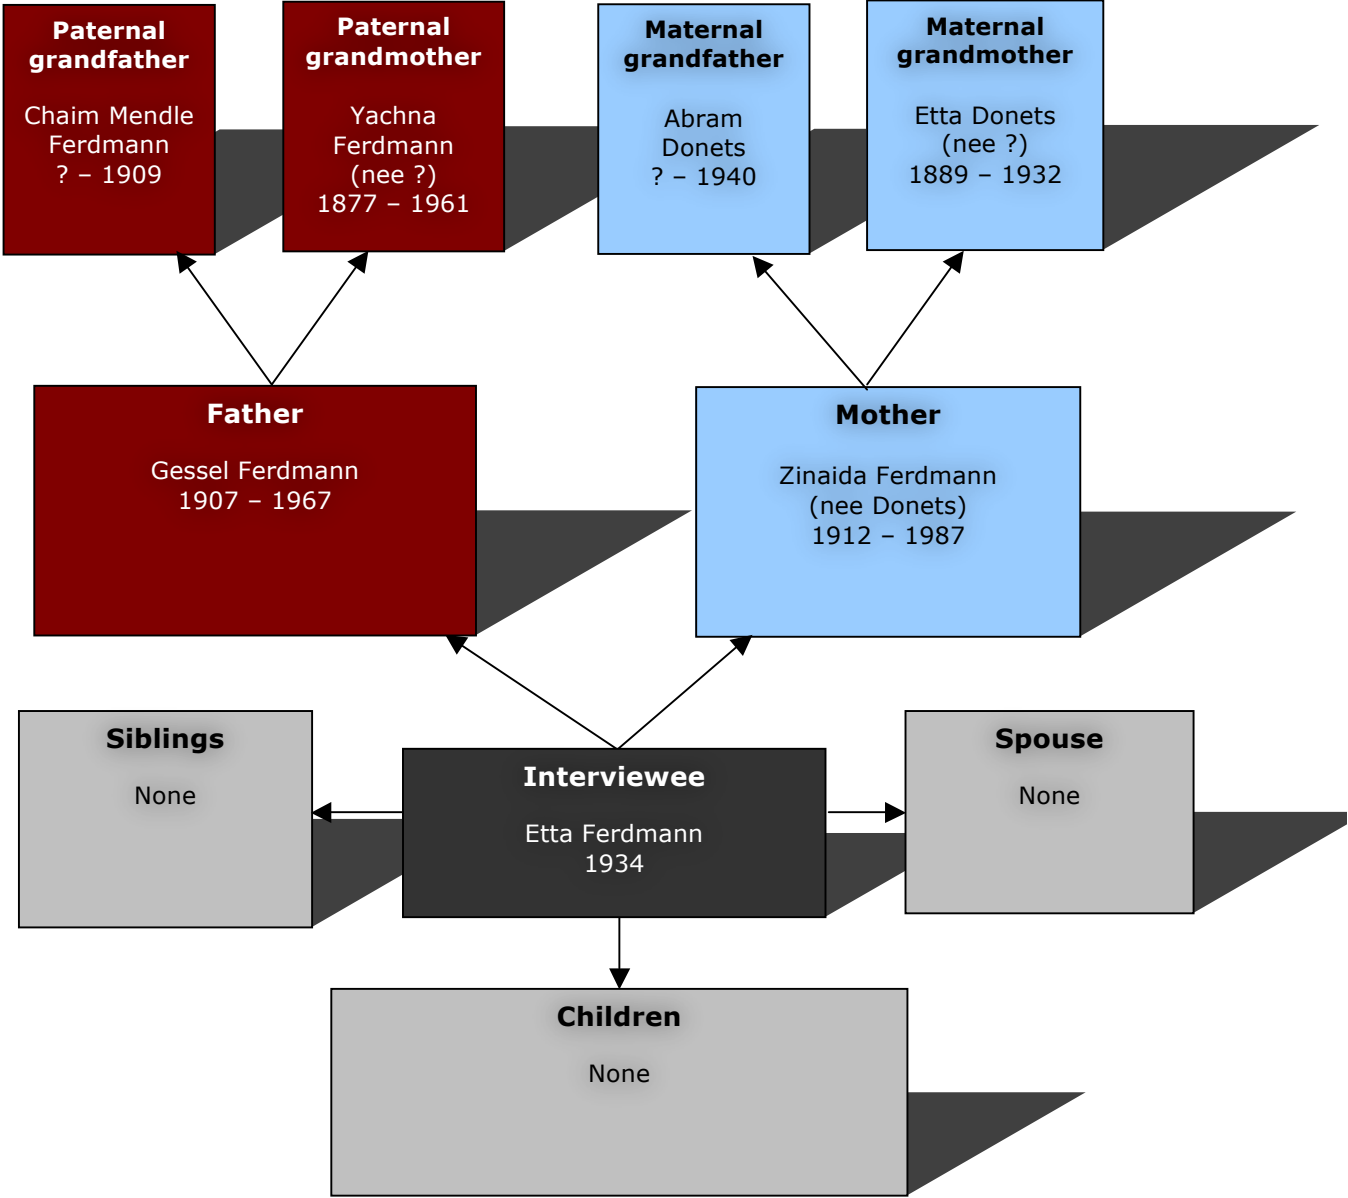 Paternal
grandfather
Chaim Mendle
Ferdmann
? – 1909
Paternal
grandmother
Yachna
Ferdmann
(nee ?)
1877 – 1961
Maternal
grandfather
Abram
Donets
? – 1940
Maternal
grandmother
Etta Donets
(nee ?)
1889 – 1932
Father
Gessel Ferdmann
1907 – 1967
Mother
Zinaida Ferdmann
(nee Donets)
1912 – 1987
Siblings
None
Interviewee
Etta Ferdmann
1934
Spouse
None
Children
None